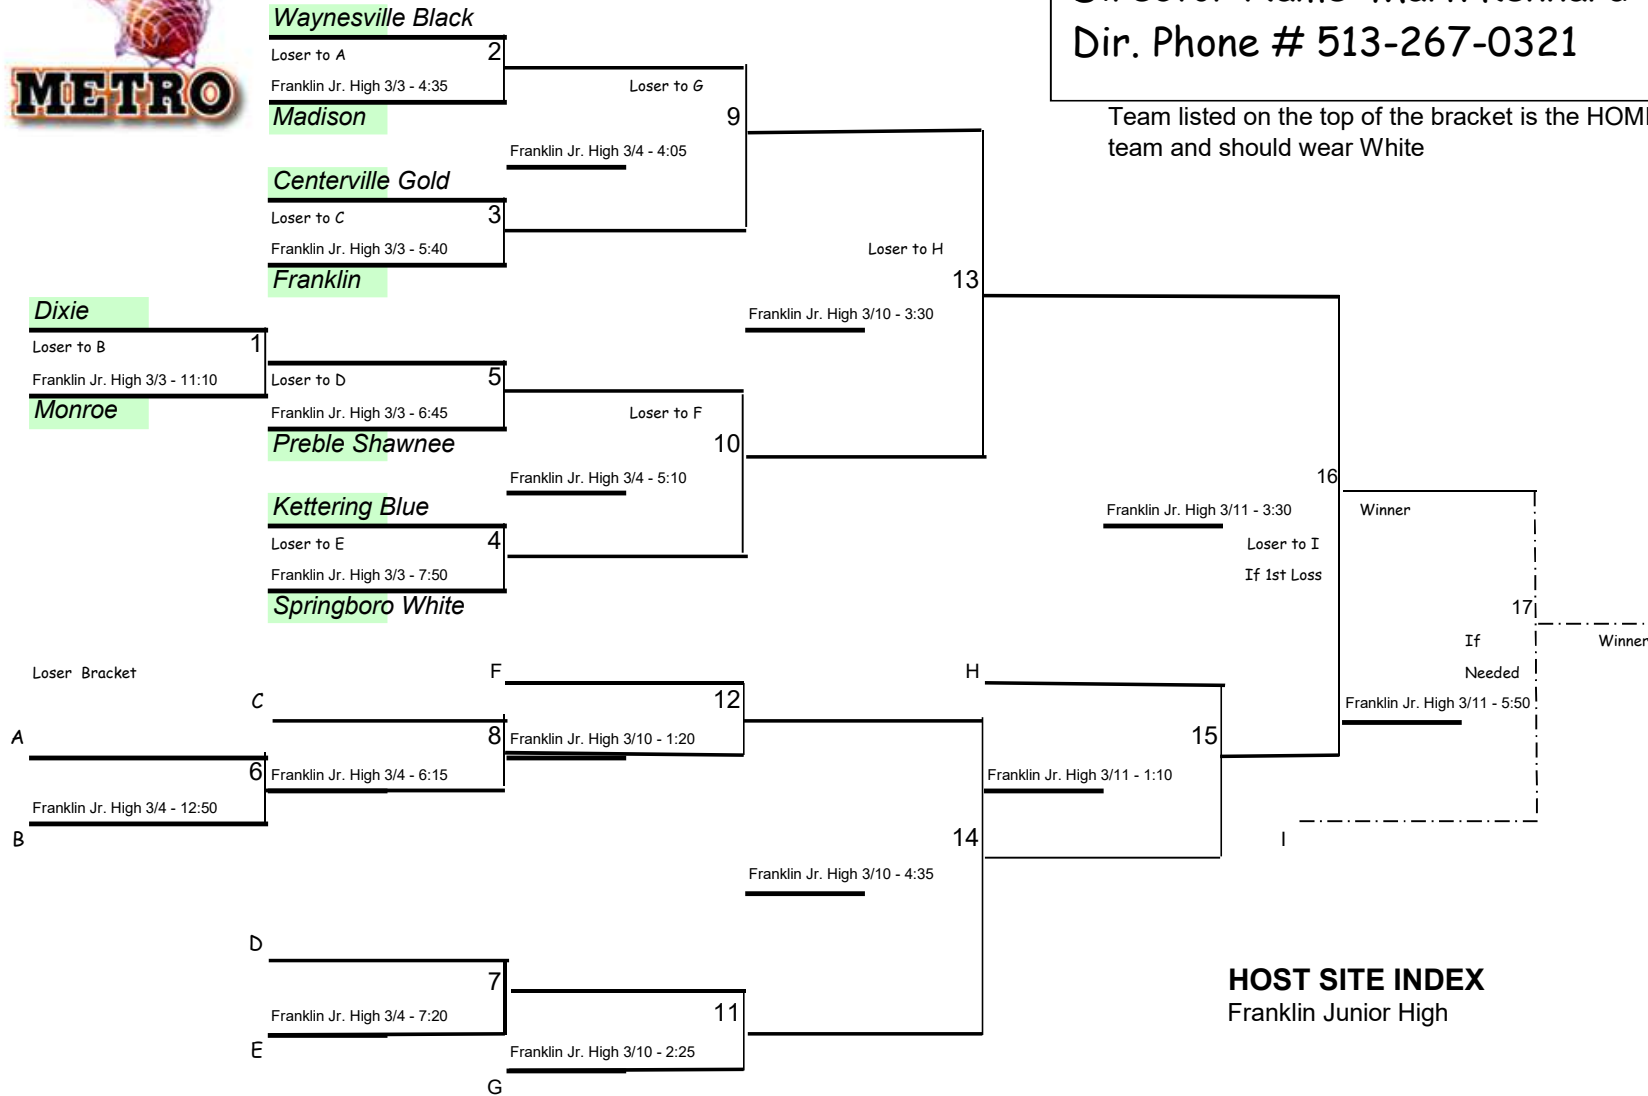 METRO
Dir. Phone # 513-267-0321
Team listed on the top of the bracket is the HOME
team and should wear White
Waynesville Black
Loser to A
2
Franklin Jr. High 3/3 - 4:35
Madison
Loser to G
9
Franklin Jr. High 3/4 - 4:05
Centerville Gold
Loser to C
3
Franklin Jr. High 3/3 - 5:40
Franklin
Loser to H
13
Franklin Jr. High 3/10 - 3:30
Dixie
Loser to B
1
Franklin Jr. High 3/3 - 11:10
Monroe
Loser to D
5
Franklin Jr. High 3/3 - 6:45
Preble Shawnee
Loser to F
10
Franklin Jr. High 3/4 - 5:10
Kettering Blue
Loser to E
4
Franklin Jr. High 3/3 - 7:50
Springboro White
16
Franklin Jr. High 3/11 - 3:30
Loser to I
If 1st Loss
Winner
17
If
Needed
Winner
Franklin Jr. High 3/11 - 5:50
Loser Bracket
F
H
C
12
A
8
Franklin Jr. High 3/10 - 1:20
15
6
Franklin Jr. High 3/4 - 6:15
Franklin Jr. High 3/11 - 1:10
Franklin Jr. High 3/4 - 12:50
B
14
I
Franklin Jr. High 3/10 - 4:35
D
7
Franklin Jr. High 3/4 - 7:20
11
E
Franklin Jr. High 3/10 - 2:25
G
HOST SITE INDEX
Franklin Junior High